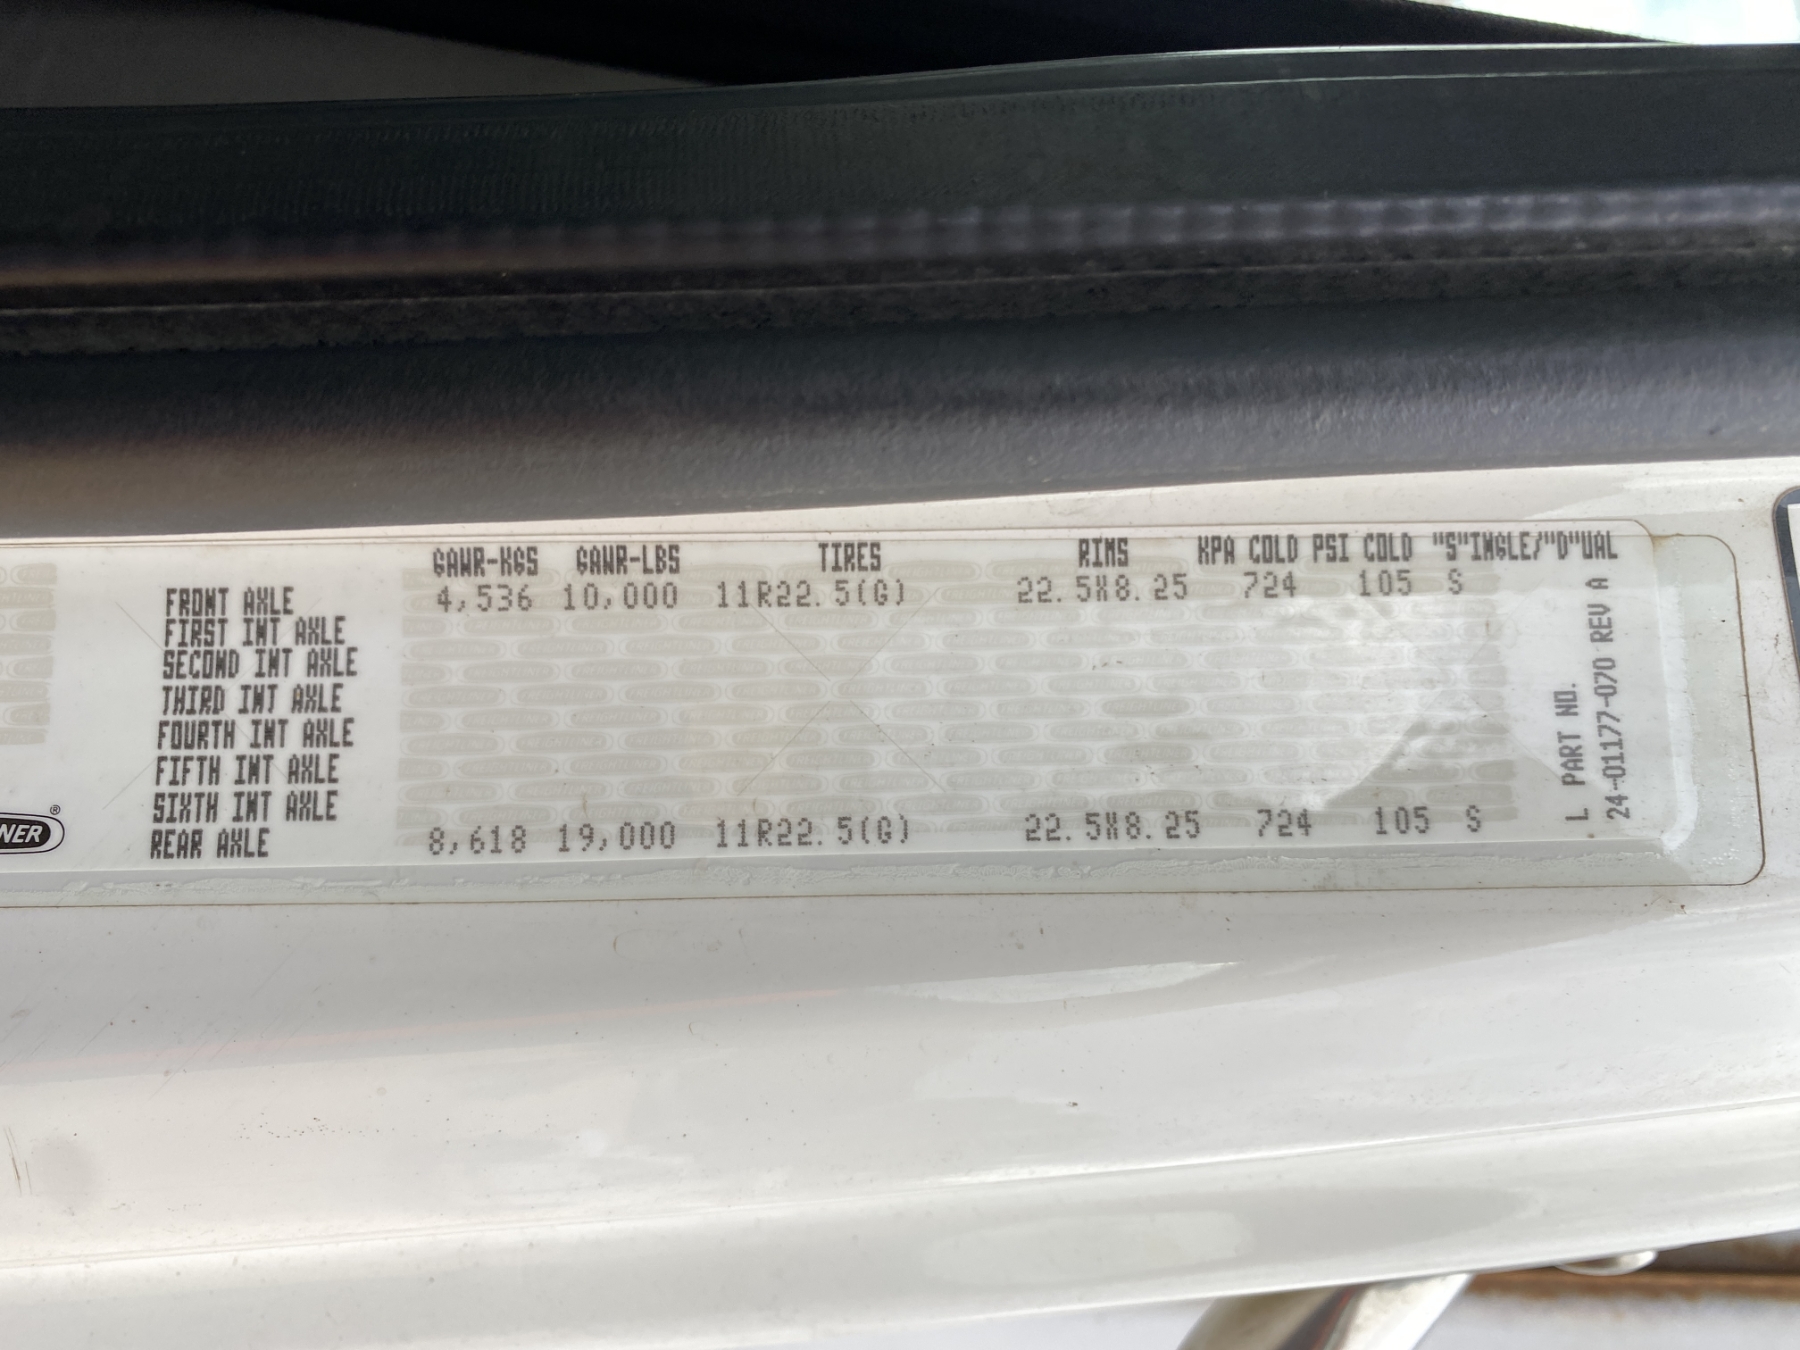 GAWR-KGS GAWR-LBS TIRES RIMS KPA COLD PSI COLD "S"INGLE/"D"UAL
FRONT AXLE 4,536 10,000 11R22.5(G) 22.5X8.25 724 105 S
FIRST INT AXLE
SECOND INT AXLE
THIRD INT AXLE
FOURTH INT AXLE
FIFTH INT AXLE
SIXTH INT AXLE
REAR AXLE 8,618 19,000 11R22.5(G) 22.5X8.25 724 105 S
L PART NO.
24-01177-070 REV A
NER®